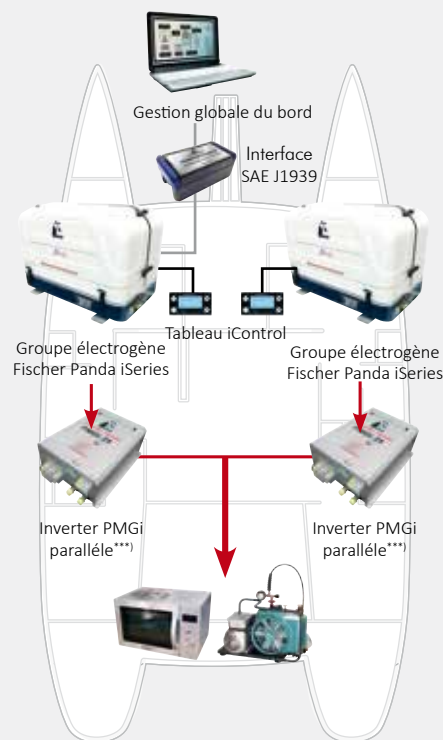 Gestion globale du bord
Interface
SAE J1939
Tableau iControl
Groupe électrogène
Fischer Panda iSeries
Groupe électrogène
Fischer Panda iSeries
Inverter PMGi
paralléle***)
Inverter PMGi
paralléle***)